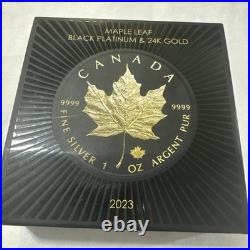 MAPLE LEAF
BLACK PLATINUM & 24K GOLD
CANADA
9999
9999
FINE SILVER 1 OZ ARGENT PUR
2023